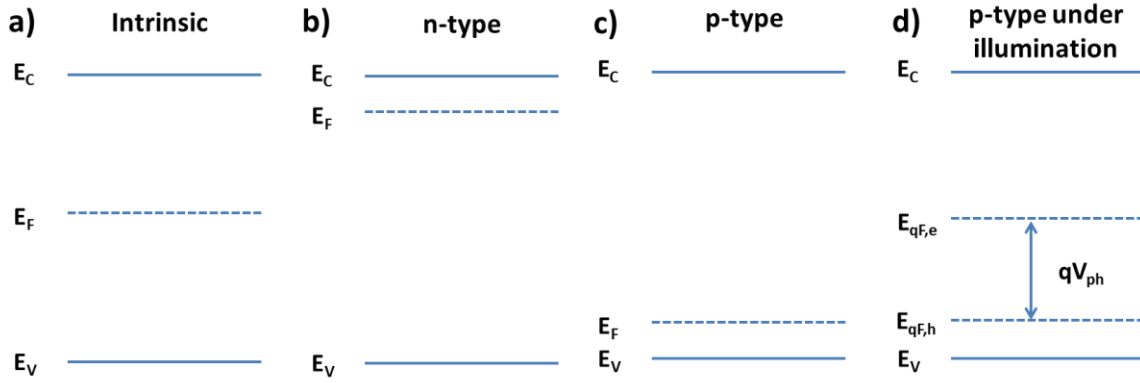 a) Intrinsic
E_C
E_F
E_V
b) n-type
E_C
E_F
E_V
c) p-type
E_C
E_F
E_V
d) p-type under
illumination
E_C
E_qF,e
qV_ph
E_qF,h
E_V